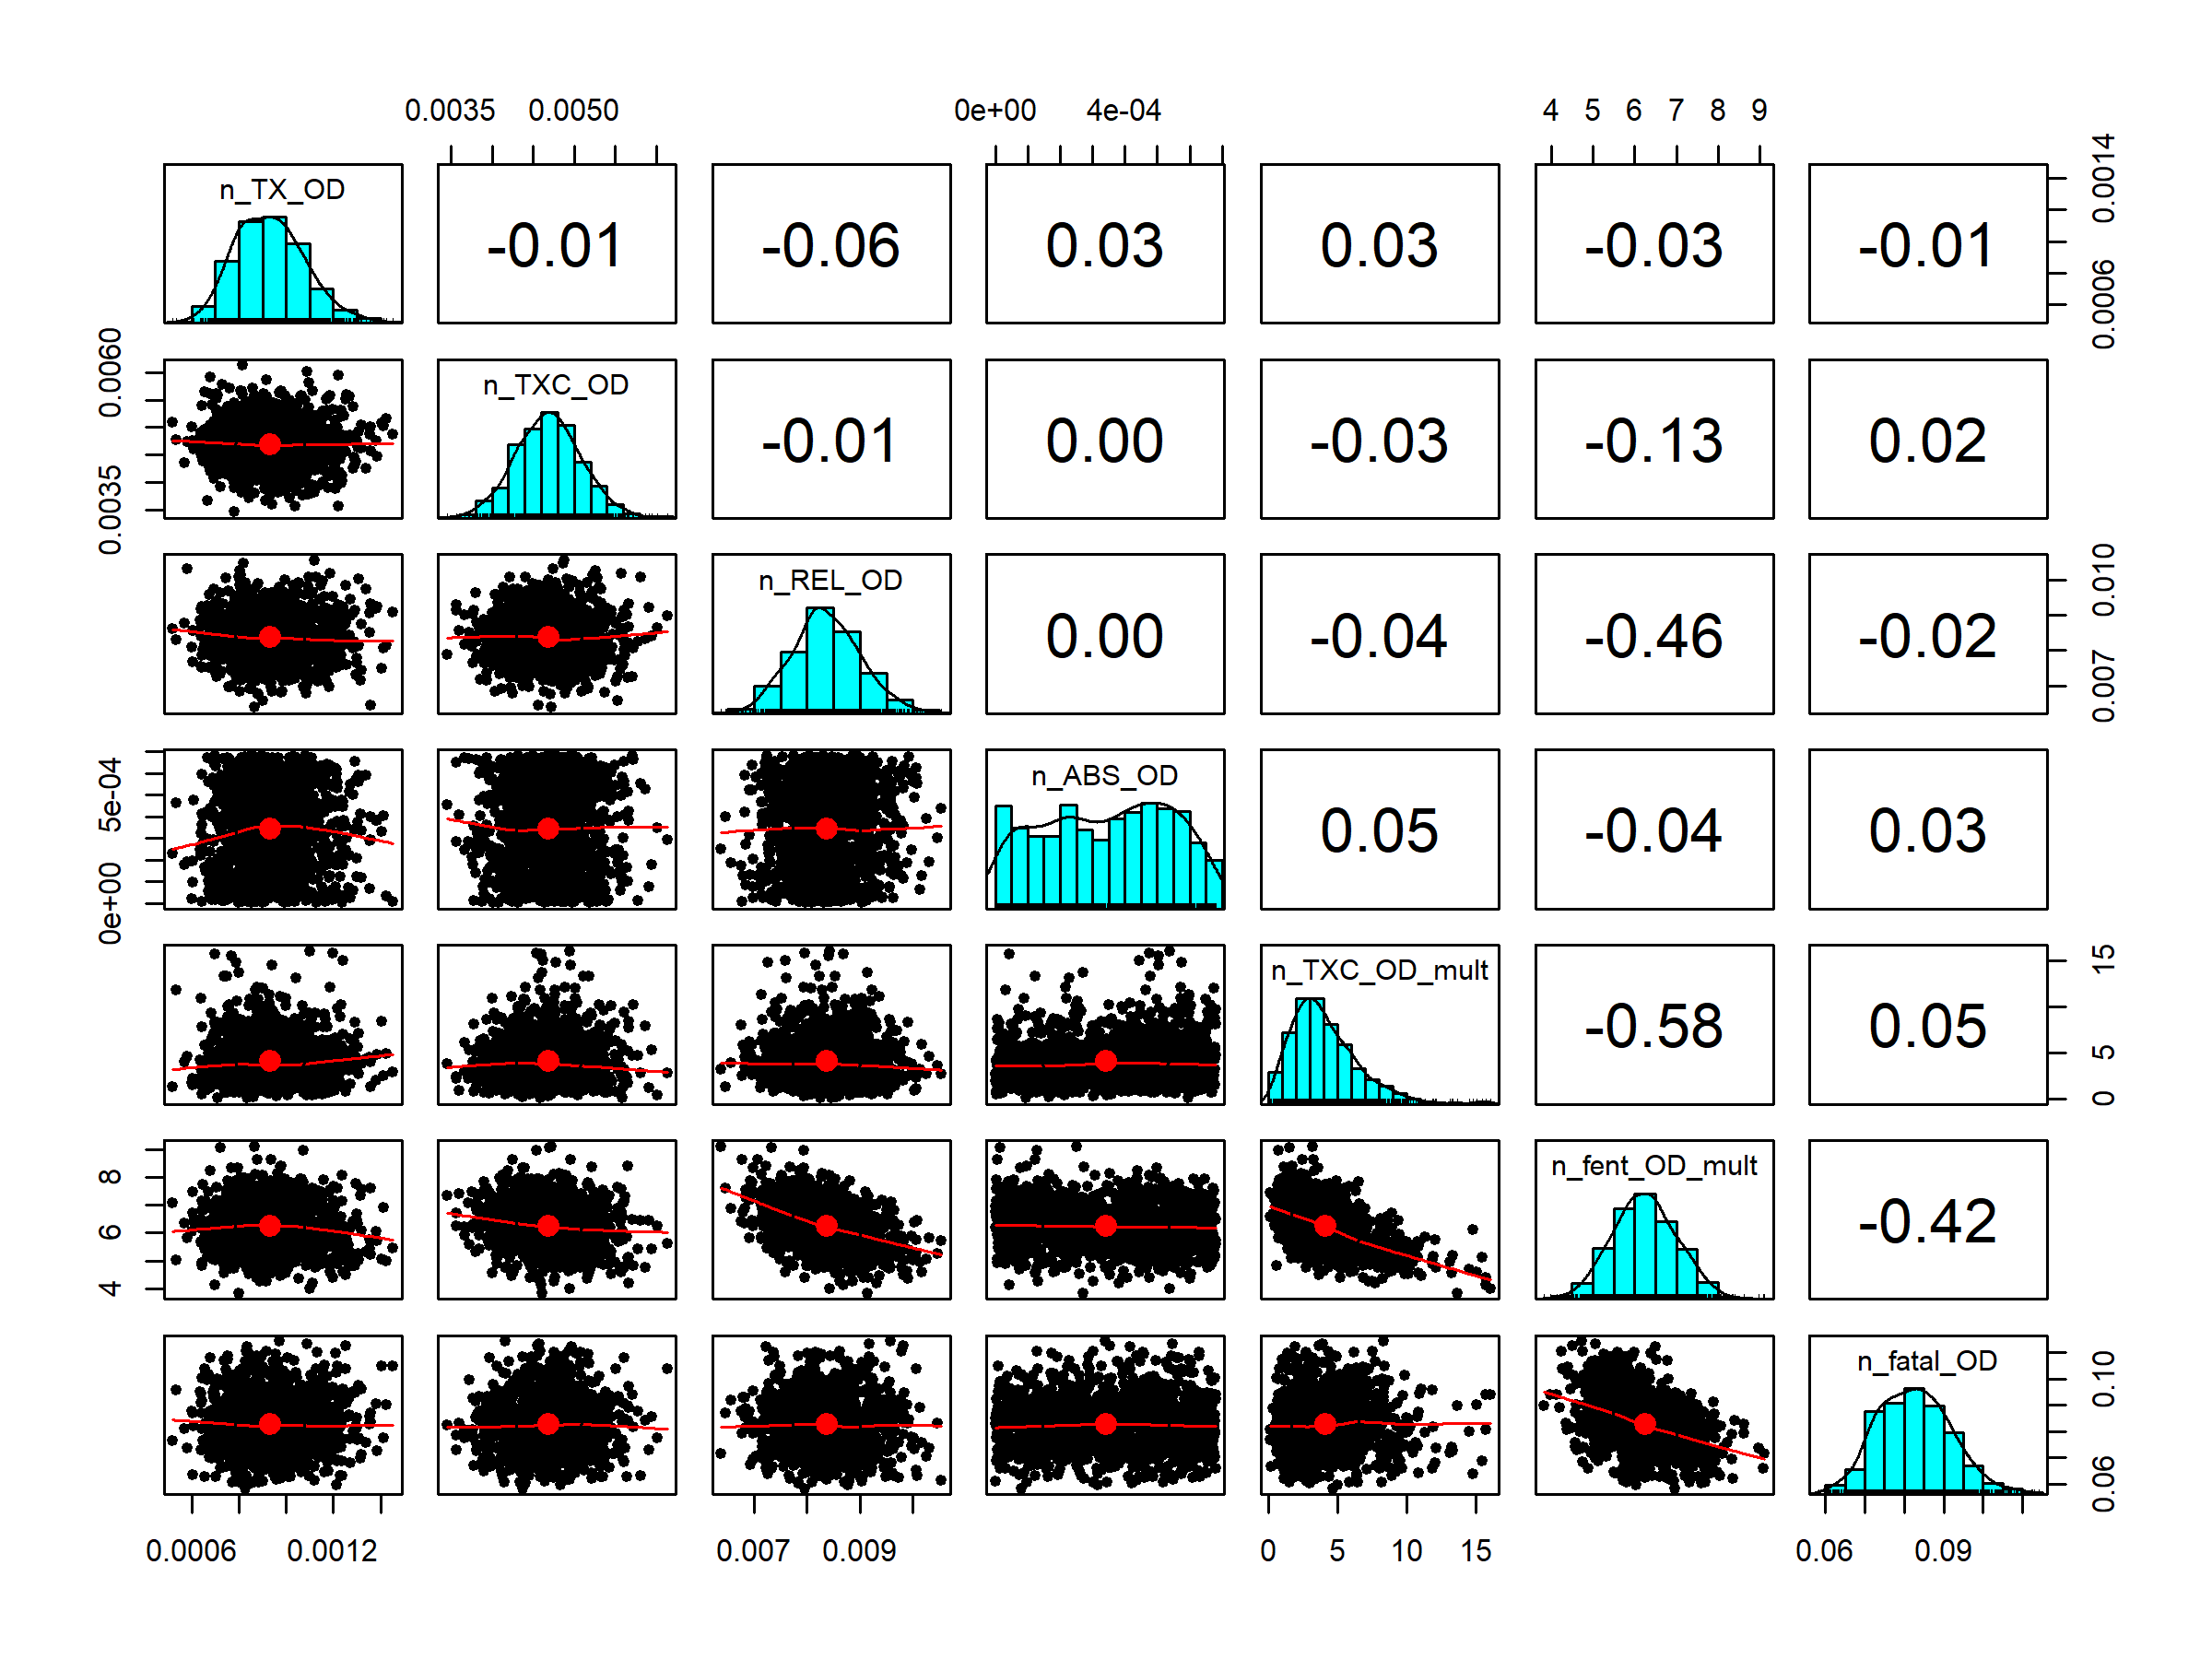 0.0035 0.0050 0e+00 4e-04 4 5 6 7 8 9
n_TX_OD -0.01 -0.06 0.03 0.03 -0.03 -0.01 0.0006 0.0014
0.0035 0.0060 n_TXC_OD -0.01 0.00 -0.03 -0.13 0.02
n_REL_OD 0.00 -0.04 -0.46 -0.02 0.007 0.010
0e+00 5e-04 n_ABS_OD 0.05 -0.04 0.03
n_TXC_OD_mult -0.58 0.05 0 5 15
4 6 8 n_fent_OD_mult -0.42
n_fatal_OD 0.06 0.10
0.0006 0.0012 0.007 0.009 0 5 10 15 0.06 0.09